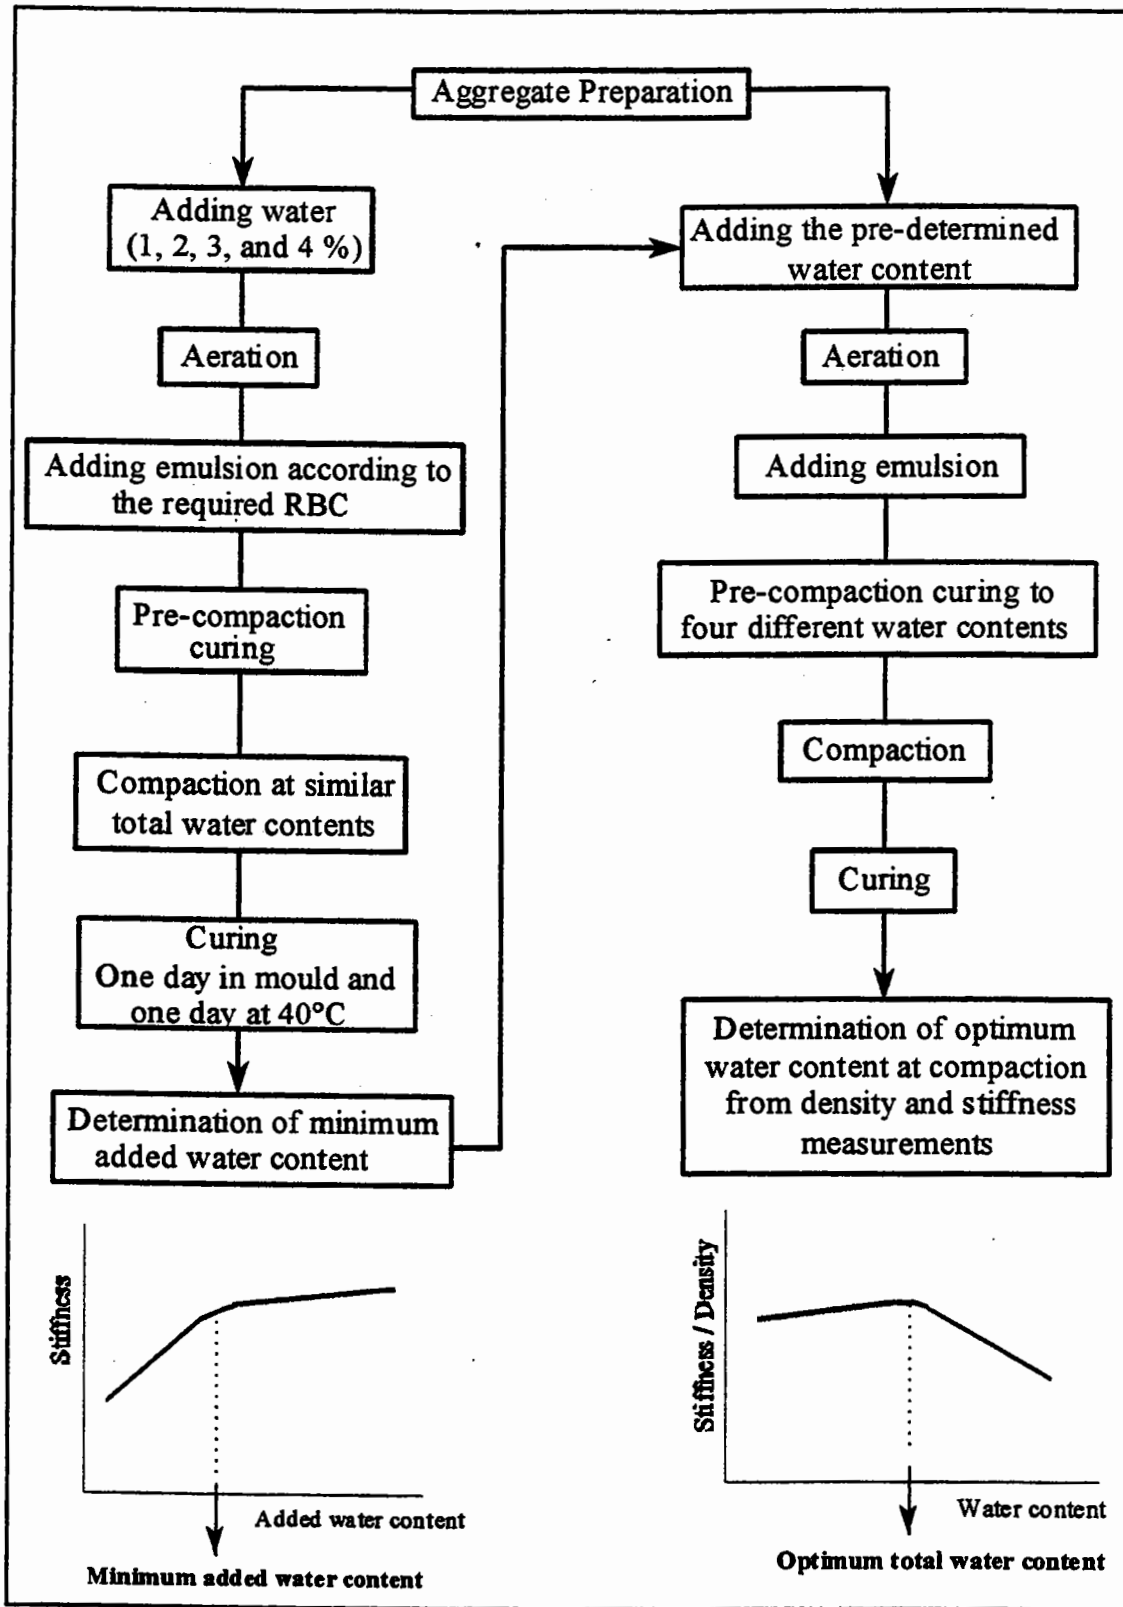 Aggregate Preparation
Adding water
(1, 2, 3, and 4 %)
Aeration
Adding emulsion according to
the required RBC
Pre-compaction
curing
Compaction at similar
total water contents
Curing
One day in mould and
one day at 40°C
Determination of minimum
added water content
Adding the pre-determined
water content
Aeration
Adding emulsion
Pre-compaction curing to
four different water contents
Compaction
Curing
Determination of optimum
water content at compaction
from density and stiffness
measurements
Stiffness
Added water content
Minimum added water content
Stiffness / Density
Water content
Optimum total water content